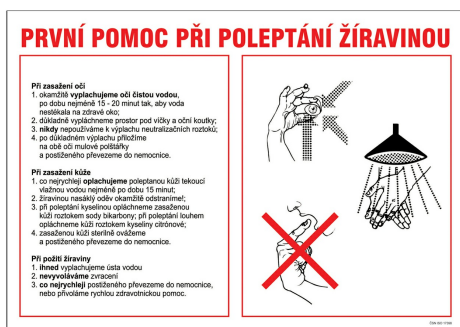 PRVNÍ POMOC PŘI POLEPTÁNÍ ŽÍRAVINOU
Při zasažení očí
1. okamžitě vyplachujeme oči čistou vodou,
po dobu nejméně 15 - 20 minut tak, aby voda
nestékala na zdravé oko;
2. důkladně vypláchneme prostor pod víčky a oční koutky;
3. nikdy nepoužíváme k výplachu neutralizačních roztoků;
4. po důkladném výplachu přiložíme
na obě oči mulové polštářky
a postiženého převezeme do nemocnice.
Při zasažení kůže
1. co nejrychleji oplachujeme poleptanou kůži tekoucí
vlažnou vodou nejméně po dobu 15 minut;
2. žíravinou nasáklý oděv okamžitě odstranímeľ;
3. při poleptání kyselinou opláchneme zasaženou
kůži roztokem sody bikarbony; při poleptání louhem
opláchneme kůži roztokem kyseliny citrónové;
4. zasaženou kůži sterilně ovážeme
a postiženého převezeme do nemocnice.
Při požití žíraviny
1. ihned vyplachujeme ústa vodou
2. nevyvoláváme zvracení
3. co nejrychleji postiženého převezeme do nemocnice,
nebo přivoláme rychlou zdravotnickou pomoc.